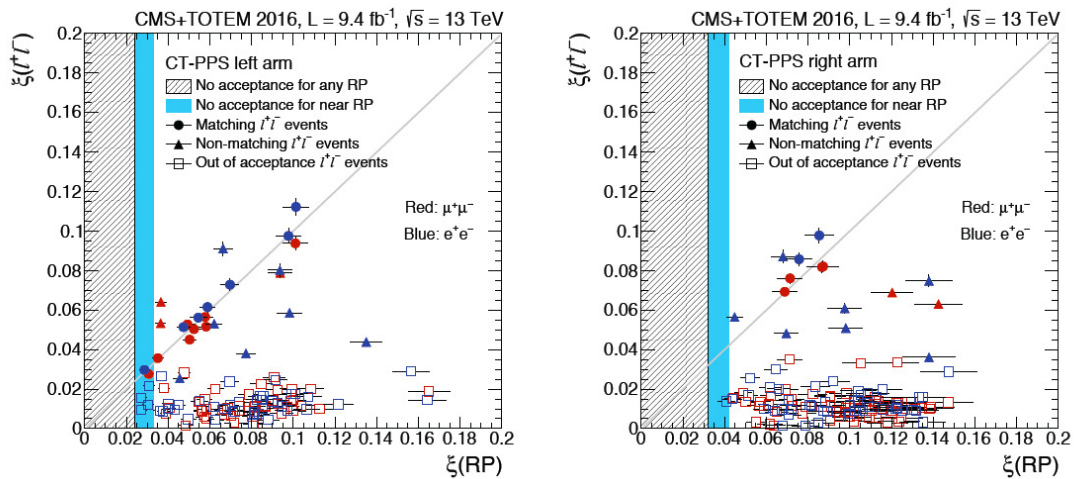 CMS+TOTEM 2016, L = 9.4 fb⁻¹, √s = 13 TeV
ξ(l⁺l⁻)
0.2
0.18
0.16
0.14
0.12
0.1
0.08
0.06
0.04
0.02
0
CT-PPS left arm
No acceptance for any RP
No acceptance for near RP
Matching l⁺l⁻ events
Non-matching l⁺l⁻ events
Out of acceptance l⁺l⁻ events
Red: μ⁺μ⁻
Blue: e⁺e⁻
0 0.02 0.04 0.06 0.08 0.1 0.12 0.14 0.16 0.18 0.2
ξ(RP)
CMS+TOTEM 2016, L = 9.4 fb⁻¹, √s = 13 TeV
ξ(l⁺l⁻)
0.2
0.18
0.16
0.14
0.12
0.1
0.08
0.06
0.04
0.02
0
CT-PPS right arm
No acceptance for any RP
No acceptance for near RP
Matching l⁺l⁻ events
Non-matching l⁺l⁻ events
Out of acceptance l⁺l⁻ events
Red: μ⁺μ⁻
Blue: e⁺e⁻
0 0.02 0.04 0.06 0.08 0.1 0.12 0.14 0.16 0.18 0.2
ξ(RP)